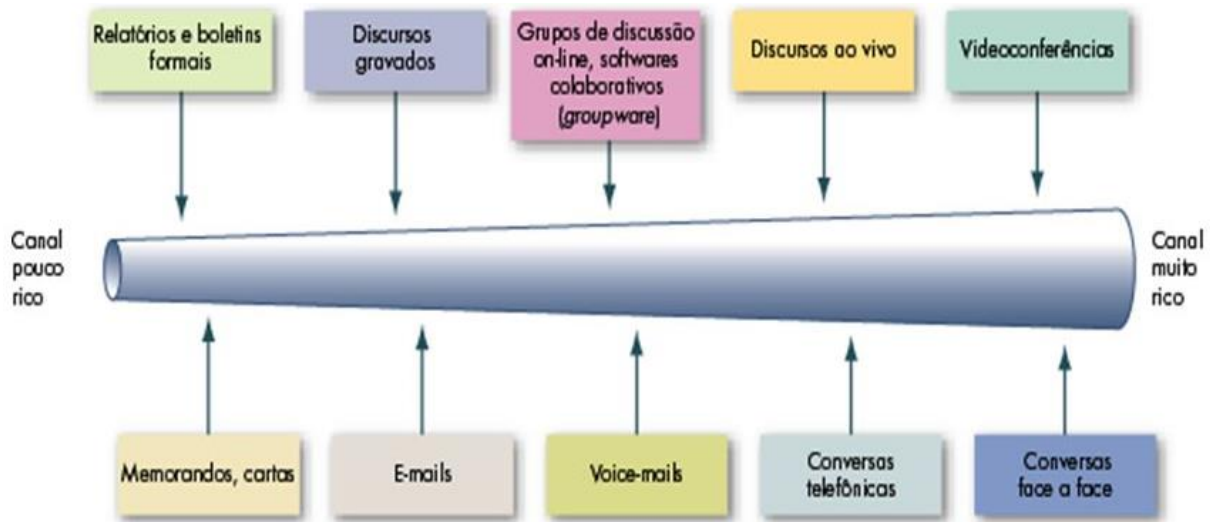 Relatórios e boletins
formais
Discursos
gravados
Grupos de discussão
on-line, softwares
colaborativos
(groupware)
Discursos ao vivo
Videoconferências
Canal
pouco
rico
Canal
muito
rico
Memorandos, cartas
E-mails
Voice-mails
Conversas
telefônicas
Conversas
face a face